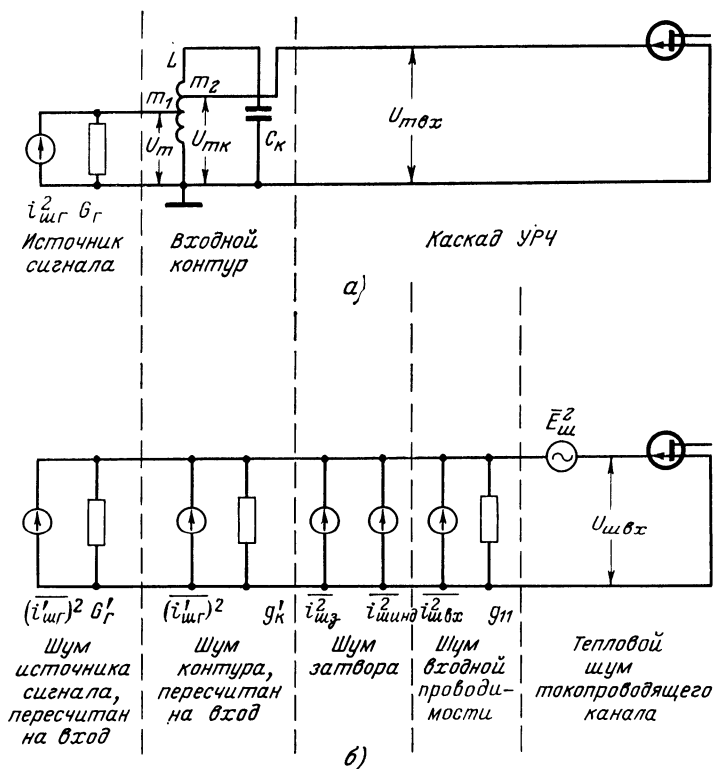 L
m₁
m₂
Uₘ
Uₘк
Cк
Uₘвх
i²шг Gг
Источник сигнала
Входной контур
Каскад УРЧ
а)
Ē²ш
Uшвх
(i'шг)² G'г
(i'шг)² g'к
i²шз
i²шинд
i²швх
g₁₁
Шум источника сигнала, пересчитан на вход
Шум контура, пересчитан на вход
Шум затвора
Шум входной проводи-мости
Тепловой шум токопроводящего канала
б)